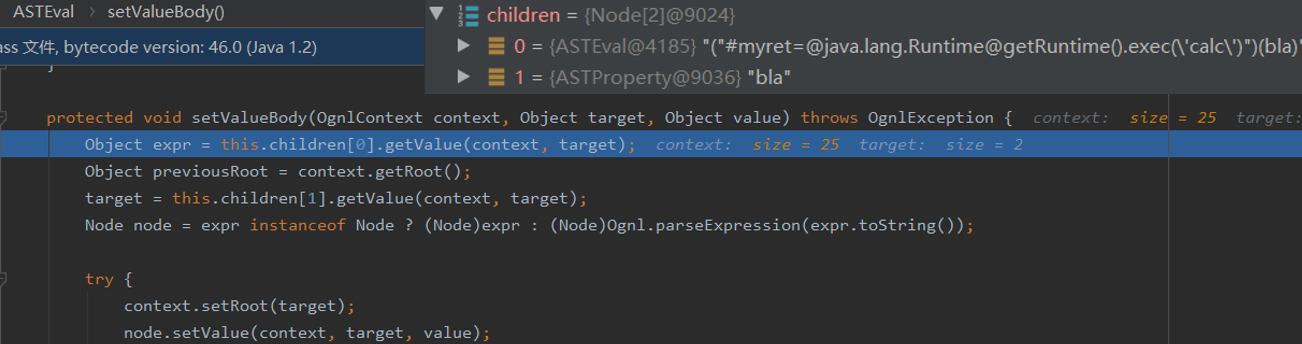 ASTEval > setValueBody()
children = {Node[2]@9024}
ass 文件, bytecode version: 46.0 (Java 1.2)
0 = {ASTEval@4185} "("#myret=@java.lang.Runtime@getRuntime().exec(\'calc\')")(bla)"
1 = {ASTProperty@9036} "bla"
}
protected void setValueBody(OgnlContext context, Object target, Object value) throws OgnlException { context: size = 25 target:
Object expr = this.children[0].getValue(context, target); context: size = 25 target: size = 2
Object previousRoot = context.getRoot();
target = this.children[1].getValue(context, target);
Node node = expr instanceof Node ? (Node)expr : (Node)Ognl.parseExpression(expr.toString());
try {
context.setRoot(target);
node.setValue(context, target, value);